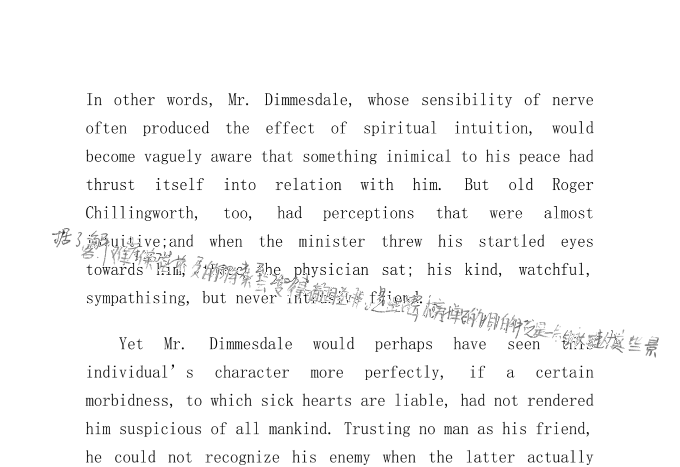 In other words, Mr. Dimmesdale, whose sensibility of nerve
often produced the effect of spiritual intuition, would
become vaguely aware that something inimical to his peace had
thrust itself into relation with him. But old Roger
Chillingworth, too, had perceptions that were almost
intuitive;and when the minister threw his startled eyes
towards him, there the physician sat; his kind, watchful,
sympathising, but never intrusive friend.
据了解
Yet Mr. Dimmesdale would perhaps have seen this
individual’s character more perfectly, if a certain
morbidness, to which sick hearts are liable, had not rendered
him suspicious of all mankind. Trusting no man as his friend,
he could not recognize his enemy when the latter actually